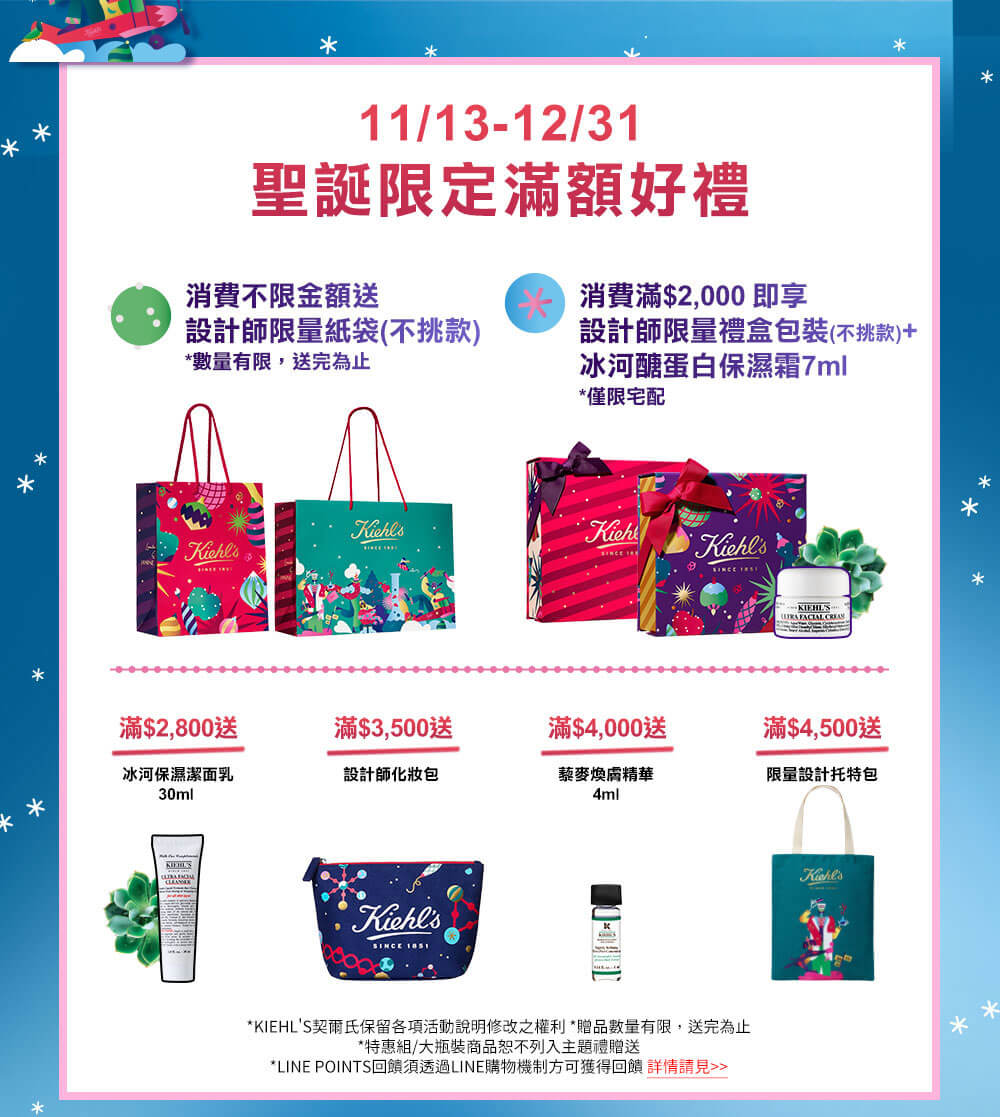 11/13-12/31
聖誕限定滿額好禮
消費不限金額送
設計師限量紙袋(不挑款)
*數量有限，送完為止
消費滿$2,000 即享
設計師限量禮盒包裝(不挑款)+
冰河醣蛋白保濕霜7ml
*僅限宅配
Kiehl's
SINCE 1851
Kiehl's
SINCE 1851
Kiehl
SINCE 185
Kiehl's
SINCE 1851
KIEHL'S
ULTRA FACIAL CREAM
滿$2,800送
冰河保濕潔面乳
30ml
滿$3,500送
設計師化妝包
滿$4,000送
藜麥煥膚精華
4ml
滿$4,500送
限量設計托特包
KIEHL'S
ULTRA FACIAL
CLEANSER
Kiehl's
SINCE 1851
KIEHL'S
Kiehl's
*KIEHL'S契爾氏保留各項活動說明修改之權利 *贈品數量有限，送完為止
*特惠組/大瓶裝商品恕不列入主題禮贈送
*LINE POINTS回饋須透過LINE購物機制方可獲得回饋 詳情請見>>